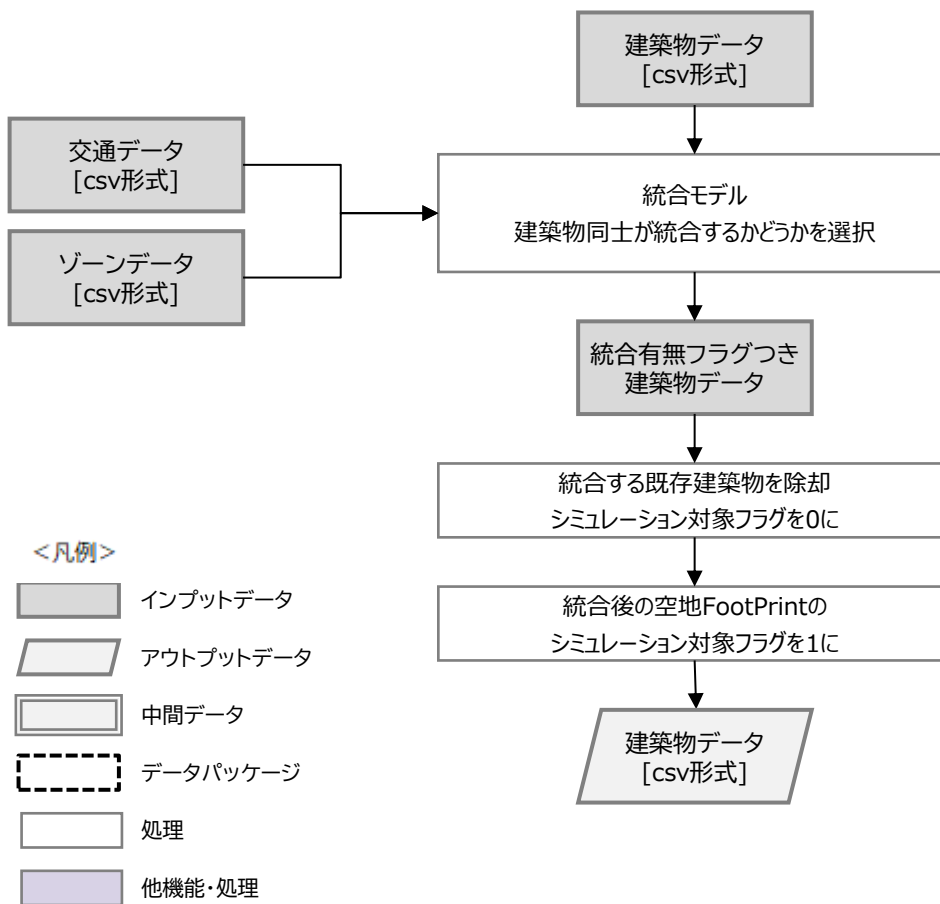 建築物データ
[csv形式]
交通データ
[csv形式]
ゾーンデータ
[csv形式]
統合モデル
建築物同士が統合するかどうかを選択
統合有無フラグつき
建築物データ
統合する既存建築物を除却
シミュレーション対象フラグを0に
統合後の空地FootPrintの
シミュレーション対象フラグを1に
建築物データ
[csv形式]
<凡例>
インプットデータ
アウトプットデータ
中間データ
データパッケージ
処理
他機能・処理